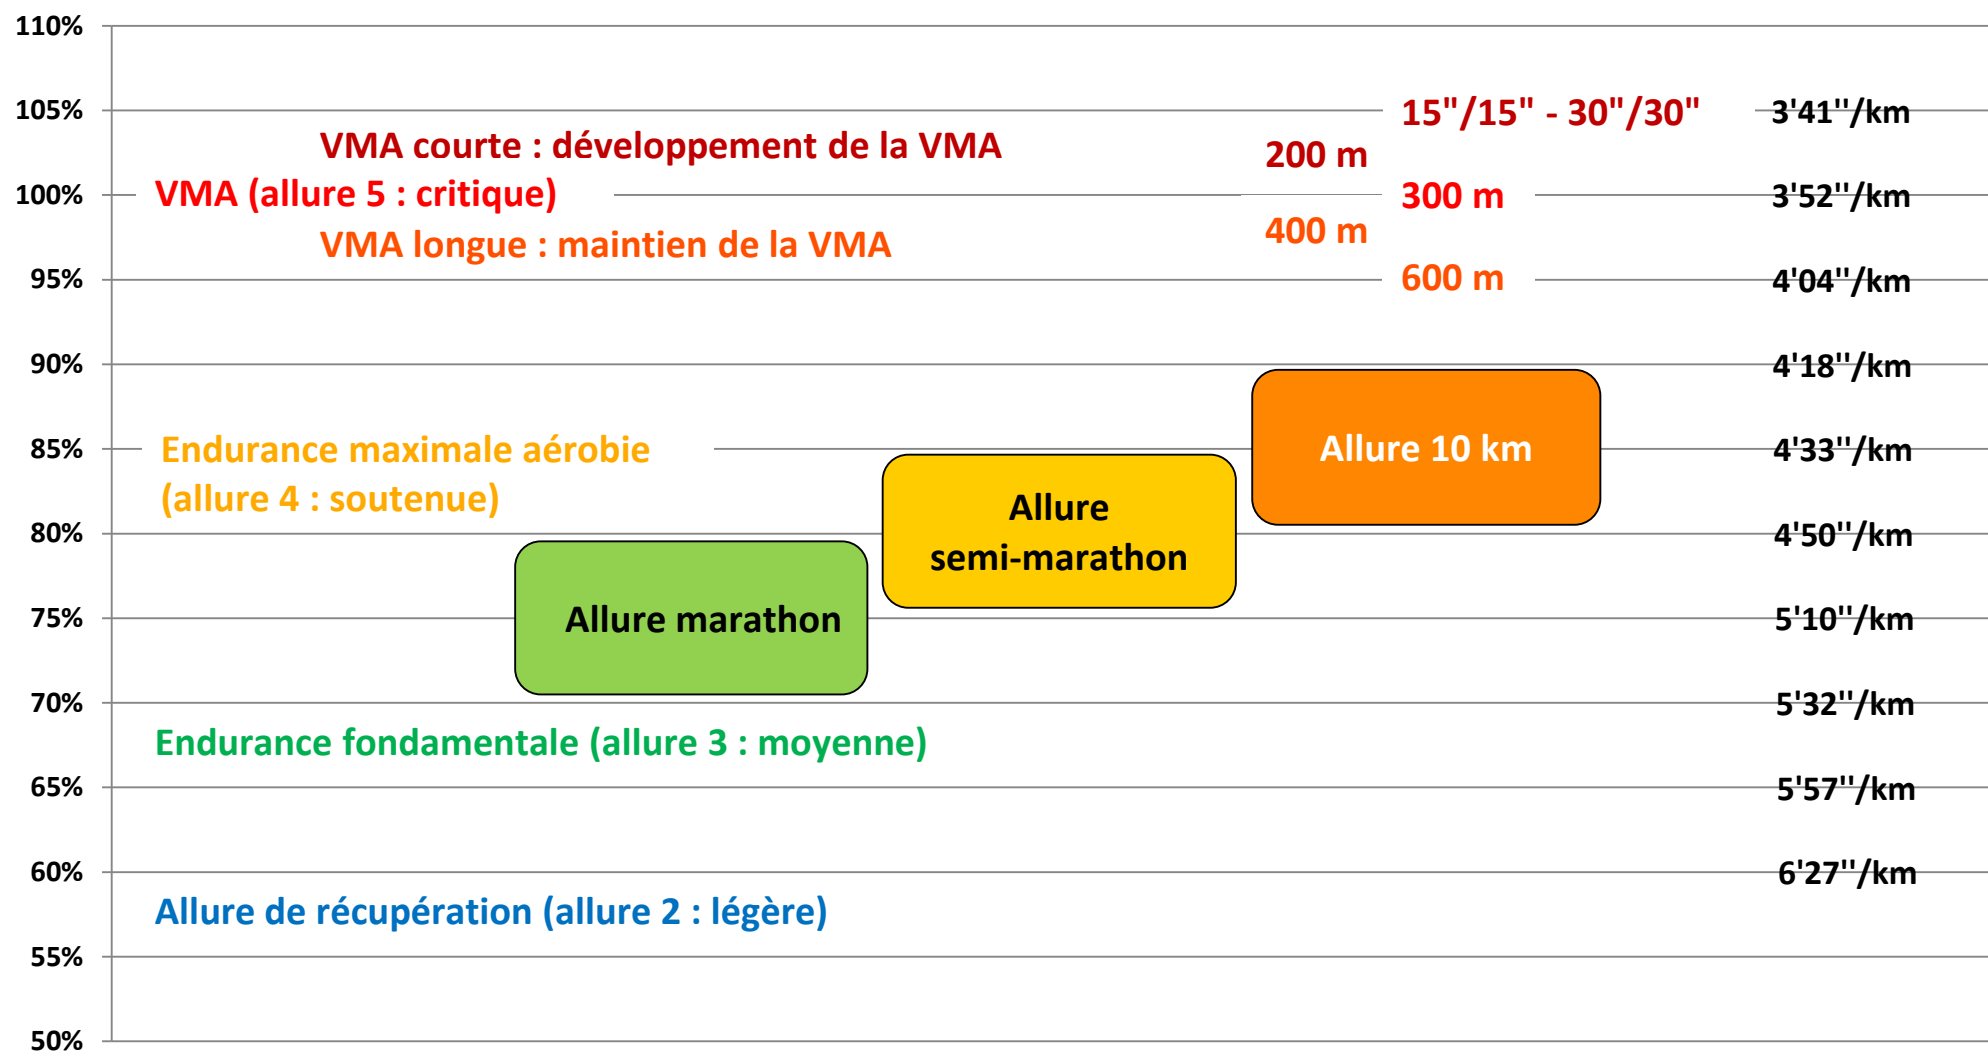 110%
105%
15"/15" - 30"/30"
3'41''/km
VMA courte : développement de la VMA
200 m
100%
VMA (allure 5 : critique)
300 m
3'52''/km
VMA longue : maintien de la VMA
400 m
95%
600 m
4'04''/km
90%
4'18''/km
85%
Endurance maximale aérobie
(allure 4 : soutenue)
Allure 10 km
4'33''/km
Allure
semi-marathon
80%
4'50''/km
75%
Allure marathon
5'10''/km
70%
5'32''/km
Endurance fondamentale (allure 3 : moyenne)
65%
5'57''/km
60%
6'27''/km
Allure de récupération (allure 2 : légère)
55%
50%